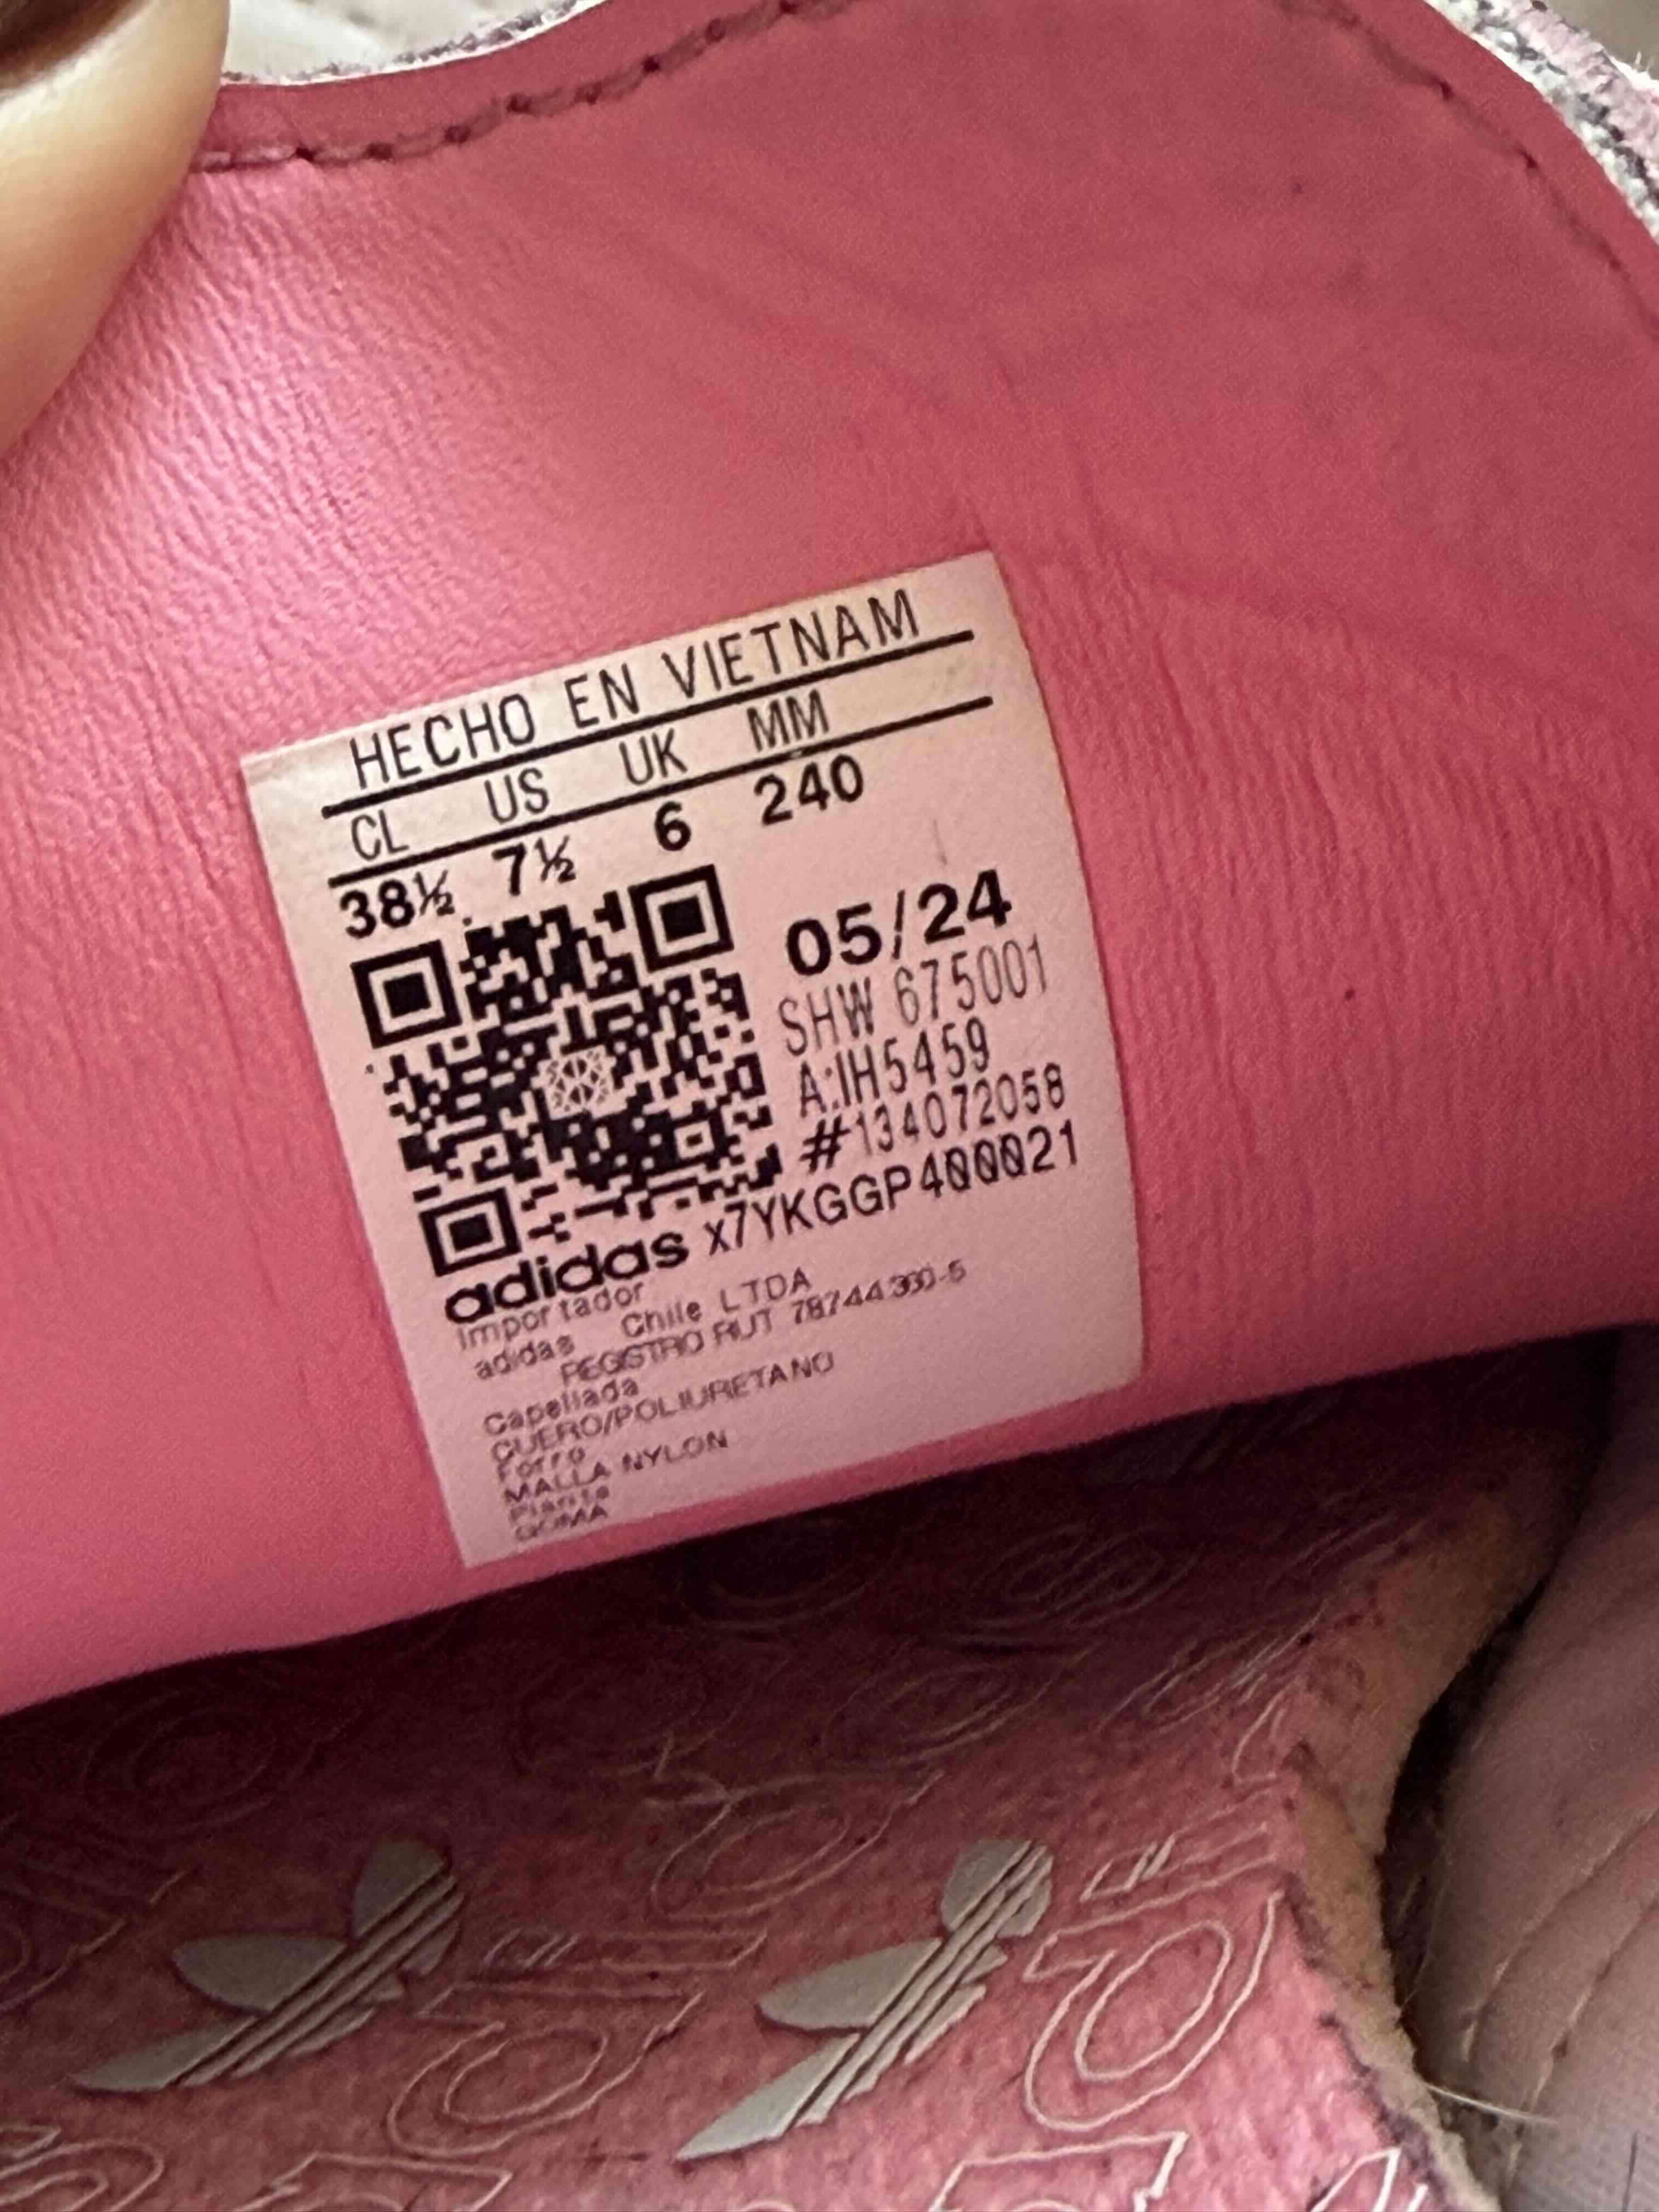 HECHO EN VIETNAM
CL US UK MM
38½ 7½ 6 240
05/24
SHW 675001
A:IH5459
#134072058
adidas x7YKGGP400021
Importador
adidas Chile LTDA
REGISTRO RUT 78744300-5
Capellada
CUERO/POLIURETANO
Forro
MALLA NYLON
Planta
GOMA